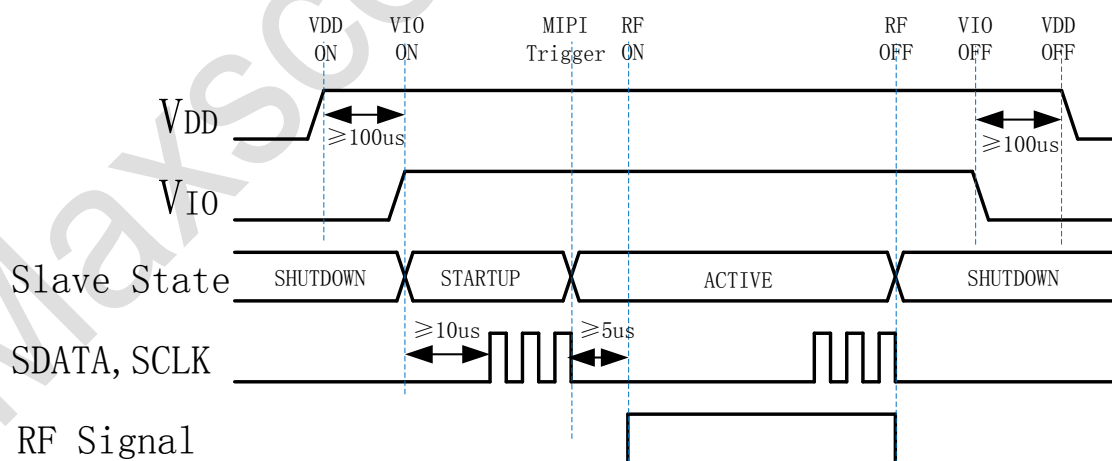 VDD VIO MIPI RF RF VIO VDD
ON ON Trigger ON OFF OFF OFF
VDD
≥100us ≥100us
VIO
Slave State SHUTDOWN STARTUP ACTIVE SHUTDOWN
≥10us ≥5us
SDATA, SCLK
RF Signal
Maxsc